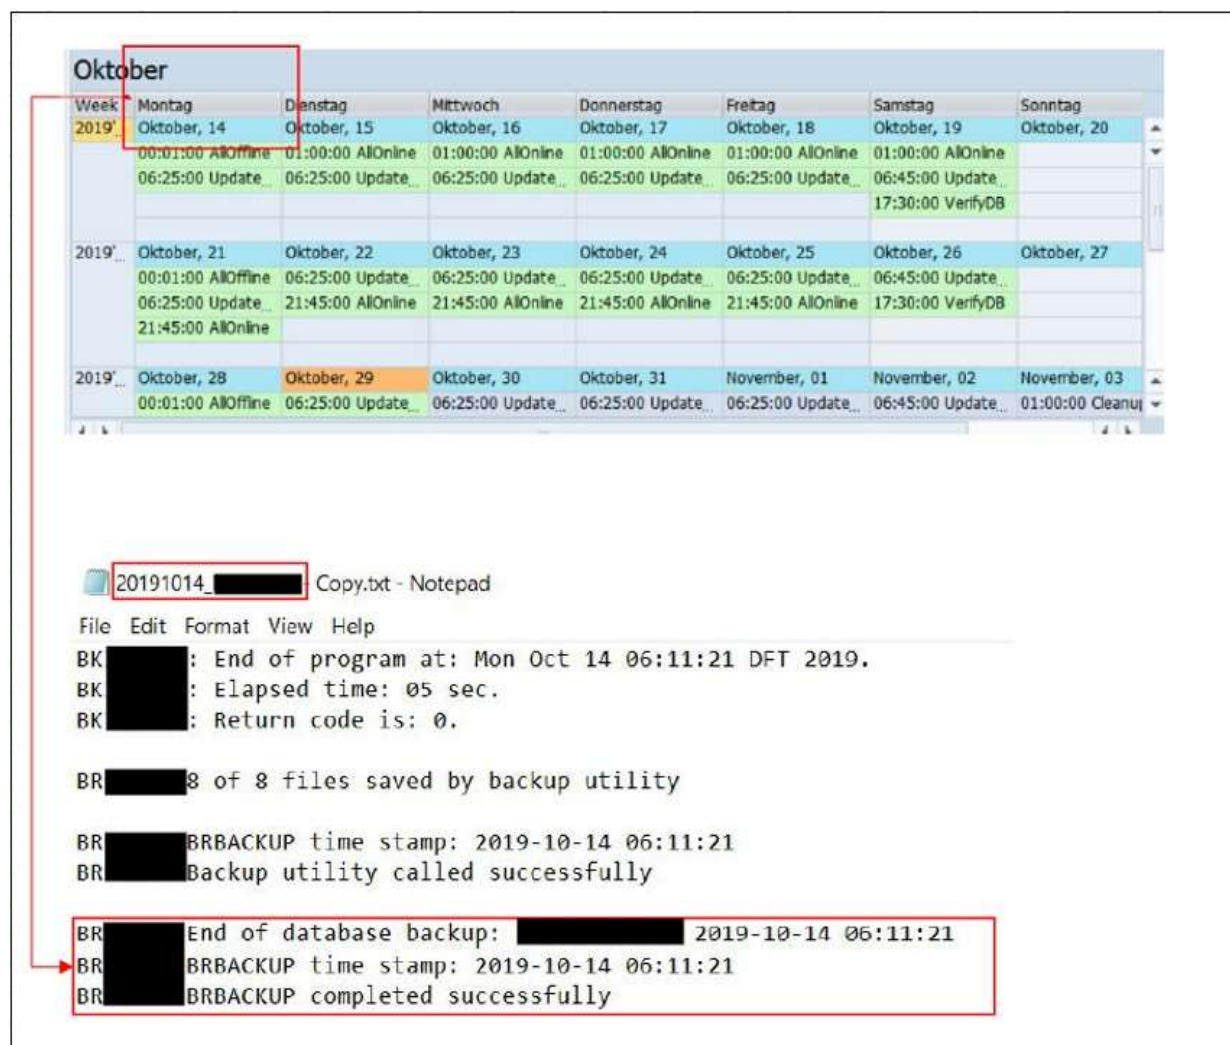 Oktober
Week Montag Dienstag Mittwoch Donnerstag Freitag Samstag Sonntag
2019'... Oktober, 14 Oktober, 15 Oktober, 16 Oktober, 17 Oktober, 18 Oktober, 19 Oktober, 20
00:01:00 AllOffline 01:00:00 AllOnline 01:00:00 AllOnline 01:00:00 AllOnline 01:00:00 AllOnline 01:00:00 AllOnline
06:25:00 Update... 06:25:00 Update... 06:25:00 Update... 06:25:00 Update... 06:25:00 Update... 06:45:00 Update...
17:30:00 VerifyDB
2019'... Oktober, 21 Oktober, 22 Oktober, 23 Oktober, 24 Oktober, 25 Oktober, 26 Oktober, 27
00:01:00 AllOffline 06:25:00 Update... 06:25:00 Update... 06:25:00 Update... 06:25:00 Update... 06:45:00 Update...
06:25:00 Update... 21:45:00 AllOnline 21:45:00 AllOnline 21:45:00 AllOnline 21:45:00 AllOnline 17:30:00 VerifyDB
21:45:00 AllOnline
2019'... Oktober, 28 Oktober, 29 Oktober, 30 Oktober, 31 November, 01 November, 02 November, 03
00:01:00 AllOffline 06:25:00 Update... 06:25:00 Update... 06:25:00 Update... 06:25:00 Update... 06:45:00 Update... 01:00:00 Cleanu
20191014_ - Copy.txt - Notepad
File Edit Format View Help
BK : End of program at: Mon Oct 14 06:11:21 DFT 2019.
BK : Elapsed time: 05 sec.
BK : Return code is: 0.
BR 8 of 8 files saved by backup utility
BR BRBACKUP time stamp: 2019-10-14 06:11:21
BR Backup utility called successfully
BR End of database backup: 2019-10-14 06:11:21
BR BRBACKUP time stamp: 2019-10-14 06:11:21
BR BRBACKUP completed successfully